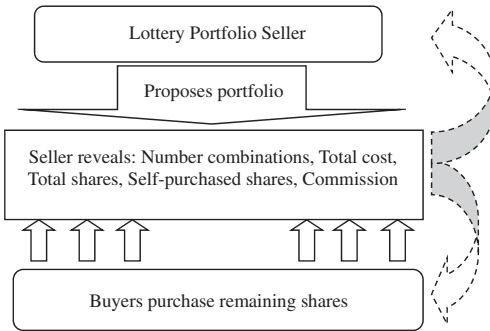 Lottery Portfolio Seller
Proposes portfolio
Seller reveals: Number combinations, Total cost,
Total shares, Self-purchased shares, Commission
Buyers purchase remaining shares